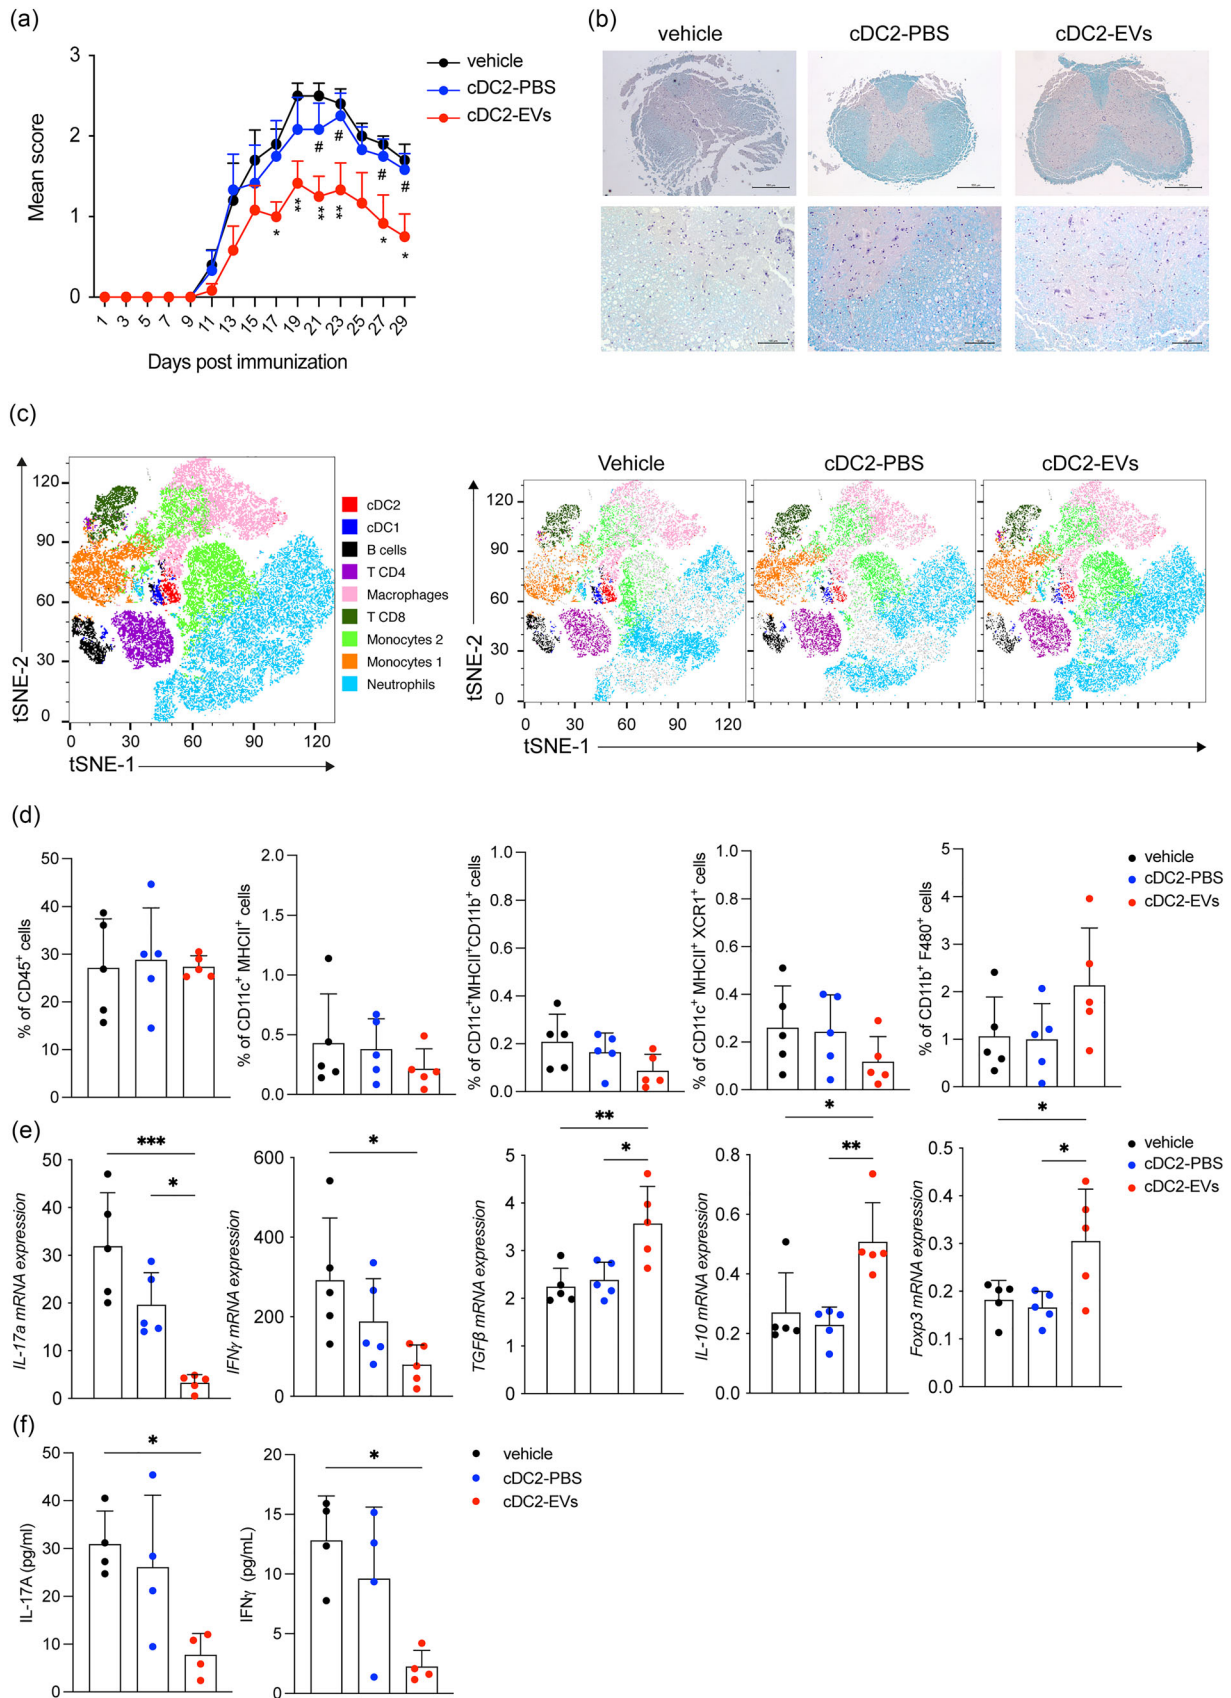 (a)
3
2
1
0
Mean score
1
3
5
7
9
11
13
15
17
19
21
23
25
27
29
Days post immunization
vehicle
cDC2-PBS
cDC2-EVs
#
#
#
#
*
**
**
**
*
*
(b)
vehicle
cDC2-PBS
cDC2-EVs
(c)
120
90
60
30
0
tSNE-2
0
30
60
90
120
tSNE-1
cDC2
cDC1
B cells
T CD4
Macrophages
T CD8
Monocytes 2
Monocytes 1
Neutrophils
Vehicle
cDC2-PBS
cDC2-EVs
120
90
60
30
0
tSNE-2
0
30
60
90
120
tSNE-1
(d)
50
40
30
20
10
0
% of CD45+ cells
2.0
1.5
1.0
0.5
0.0
% of CD11c+ MHCII+ cells
1.0
0.8
0.6
0.4
0.2
0.0
% of CD11c+MHCII+CD11b+ cells
1.0
0.8
0.6
0.4
0.2
0.0
% of CD11c+ MHCII+ XCR1+ cells
5
4
3
2
1
0
% of CD11b+ F480+ cells
vehicle
cDC2-PBS
cDC2-EVs
(e)
***
*
50
40
30
20
10
0
IL-17a mRNA expression
*
600
400
200
0
IFNγ mRNA expression
**
*
5
4
3
2
1
0
TGFβ mRNA expression
*
**
0.8
0.6
0.4
0.2
0.0
IL-10 mRNA expression
*
*
0.5
0.4
0.3
0.2
0.1
0.0
Foxp3 mRNA expression
vehicle
cDC2-PBS
cDC2-EVs
(f)
*
50
40
30
20
10
0
IL-17A (pg/ml)
*
20
15
10
5
0
IFNγ (pg/mL)
vehicle
cDC2-PBS
cDC2-EVs